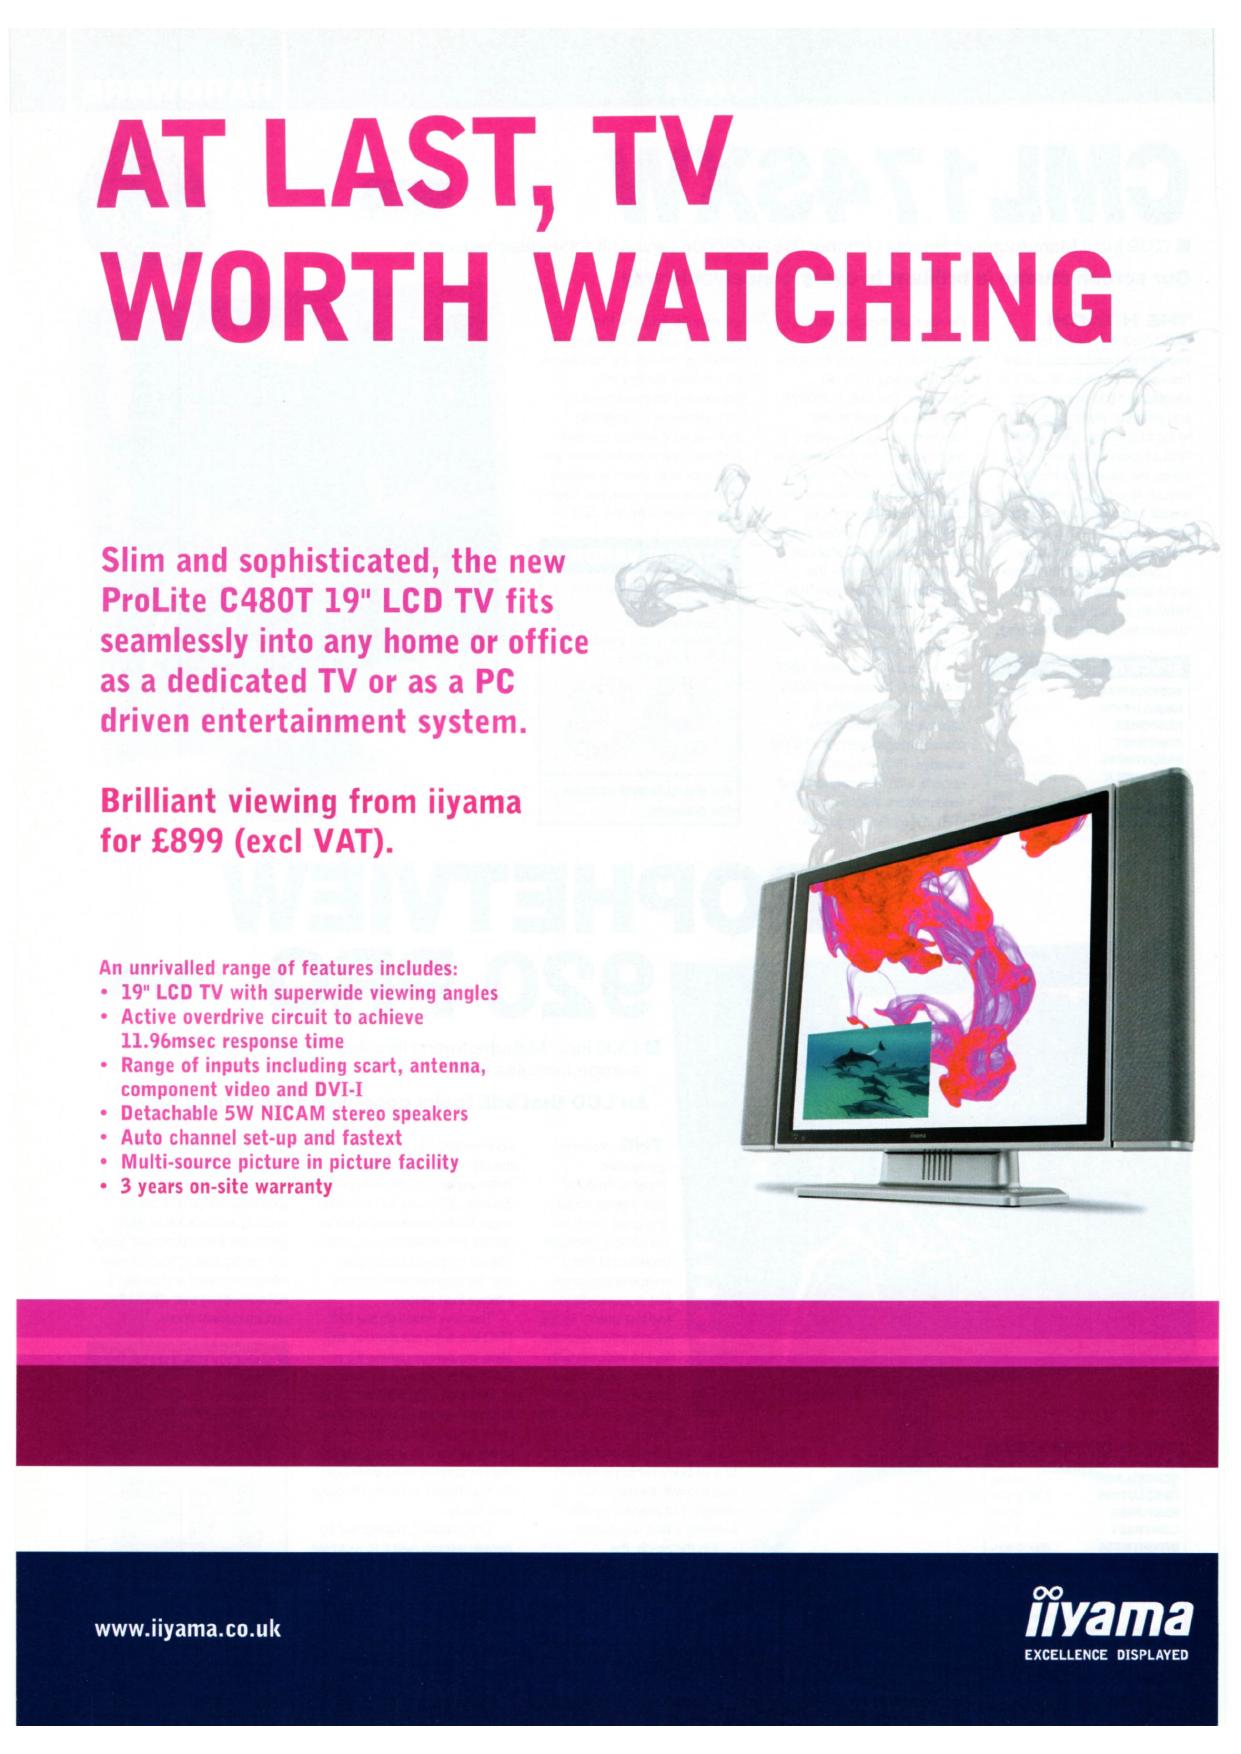 AT LAST, TV
WORTH WATCHING
Slim and sophisticated, the new
ProLite C480T 19" LCD TV fits
seamlessly into any home or office
as a dedicated TV or as a PC
driven entertainment system.
Brilliant viewing from iiyama
for £899 (excl VAT).
An unrivalled range of features includes:
• 19" LCD TV with superwide viewing angles
• Active overdrive circuit to achieve
11.96msec response time
• Range of inputs including scart, antenna,
component video and DVI-I
• Detachable 5W NICAM stereo speakers
• Auto channel set-up and fastext
• Multi-source picture in picture facility
• 3 years on-site warranty
iiyama
www.iiyama.co.uk
iiyama
EXCELLENCE DISPLAYED